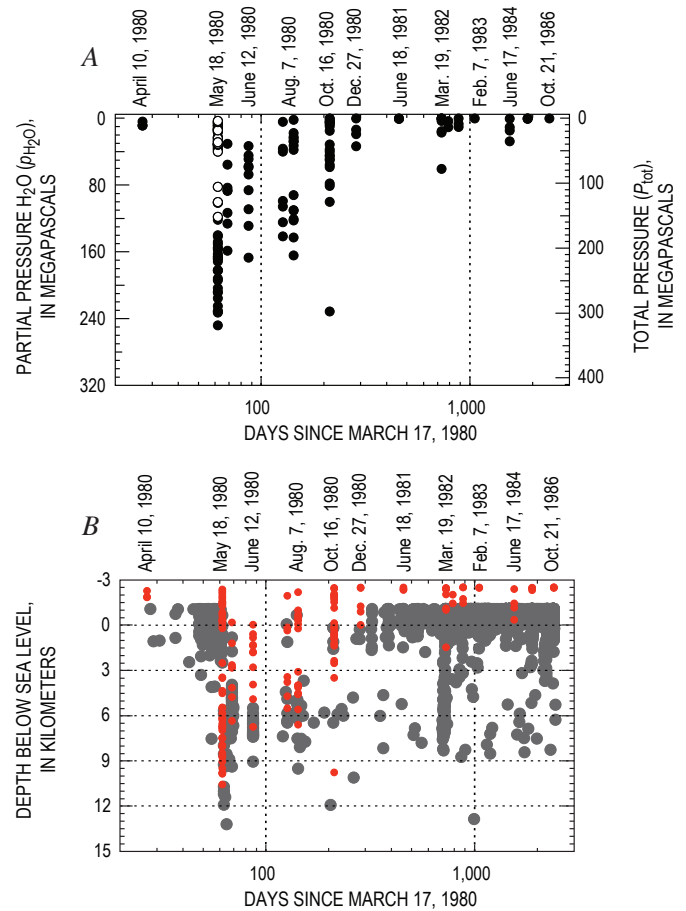 A
April 10, 1980
May 18, 1980
June 12, 1980
Aug. 7, 1980
Oct. 16, 1980
Dec. 27, 1980
June 18, 1981
Mar. 19, 1982
Feb. 7, 1983
June 17, 1984
Oct. 21, 1986
PARTIAL PRESSURE H₂O (pH₂O),
IN MEGAPASCALS
0
80
160
240
320
TOTAL PRESSURE (Ptot),
IN MEGAPASCALS
0
100
200
300
400
100
1,000
DAYS SINCE MARCH 17, 1980
B
April 10, 1980
May 18, 1980
June 12, 1980
Aug. 7, 1980
Oct. 16, 1980
Dec. 27, 1980
June 18, 1981
Mar. 19, 1982
Feb. 7, 1983
June 17, 1984
Oct. 21, 1986
DEPTH BELOW SEA LEVEL,
IN KILOMETERS
-3
0
3
6
9
12
15
100
1,000
DAYS SINCE MARCH 17, 1980